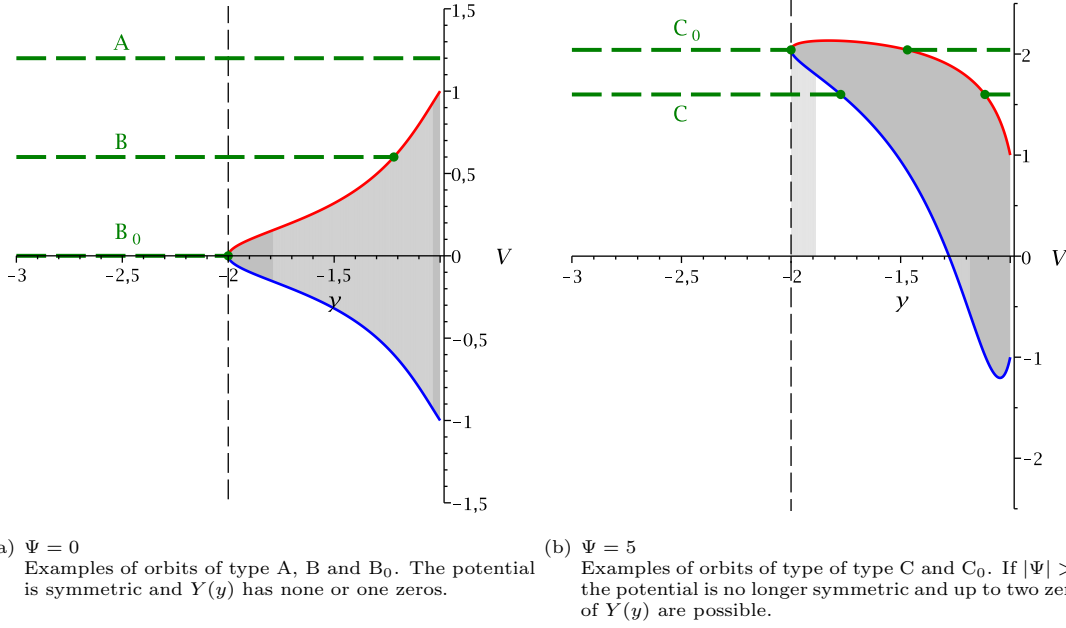 1,5
A
1
B
0,5
B 0
0
V
-3
-2,5
-2
-1,5
y
-0,5
-1
-1,5
C 0
2
C
1
0
V
-3
-2,5
-2
-1,5
y
-1
-2
a) Ψ = 0
Examples of orbits of type A, B and B0. The potential
is symmetric and Y(y) has none or one zeros.
(b) Ψ = 5
Examples of orbits of type of type C and C0. If |Ψ| >
the potential is no longer symmetric and up to two
of Y(y) are possible.